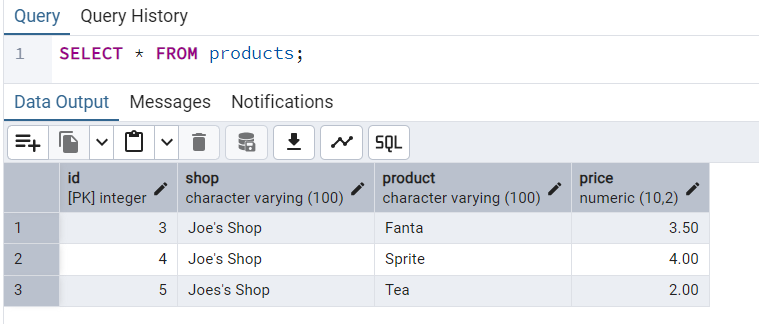 Query Query History
1 SELECT * FROM products;
Data Output Messages Notifications
SQL
id shop product price
[PK] integer character varying (100) character varying (100) numeric (10,2)
1 3 Joe's Shop Fanta 3.50
2 4 Joe's Shop Sprite 4.00
3 5 Joes's Shop Tea 2.00